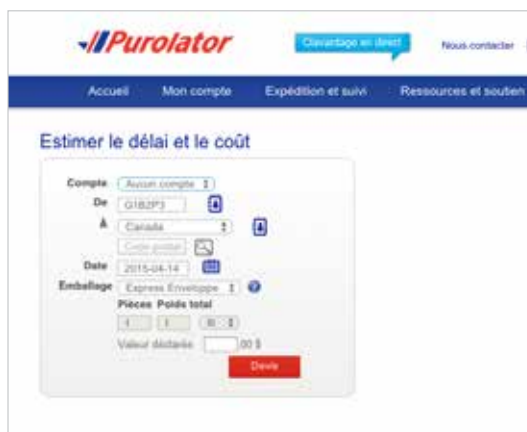 Purolator
Clavardage en direct
Nous contacter
Accueil Mon compte Expédition et suivi Ressources et soutien
Estimer le délai et le coût
Compte Aucun compte
De G1B2P3
À Canada
Code postal
Date 2015-04-14
Emballage Express Enveloppe ?
Pièces Poids total
1 1 lb
Valeur déclarée .00 $
Devis